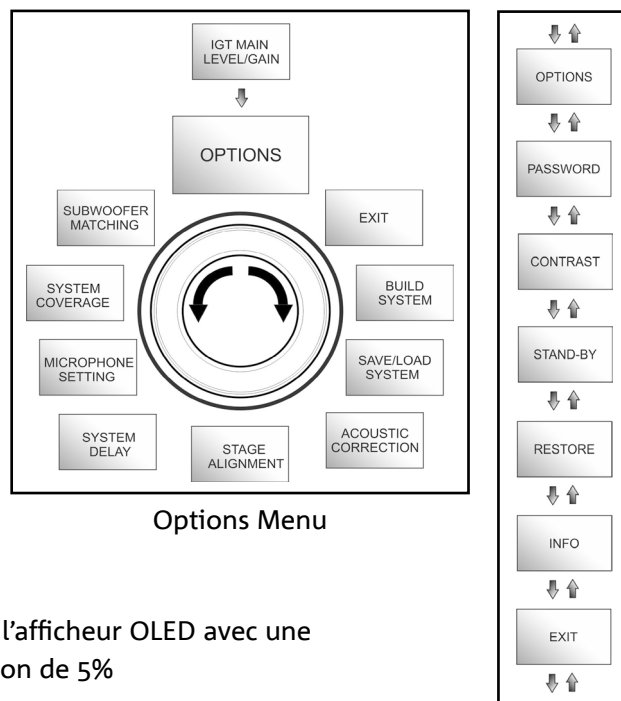 IGT MAIN
LEVEL/GAIN
OPTIONS
SUBWOOFER
MATCHING
EXIT
SYSTEM
COVERAGE
BUILD
SYSTEM
MICROPHONE
SETTING
SAVE/LOAD
SYSTEM
SYSTEM
DELAY
STAGE
ALIGNMENT
ACOUSTIC
CORRECTION
Options Menu
l’afficheur OLED avec une
on de 5%
OPTIONS
PASSWORD
CONTRAST
STAND-BY
RESTORE
INFO
EXIT